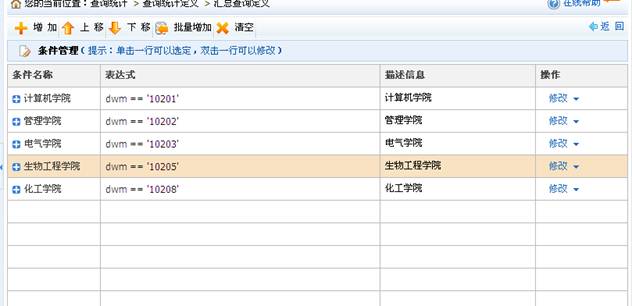 您的当前位置：查询统计 > 查询统计定义 > 汇总查询定义 在线帮助
增 加 上 移 下 移 批量增加 清空 返 回
条件管理（提示：单击一行可以选定，双击一行可以修改）
条件名称 表达式 描述信息 操作
计算机学院 dwm == '10201' 计算机学院 修改
管理学院 dwm == '10202' 管理学院 修改
电气学院 dwm == '10203' 电气学院 修改
生物工程学院 dwm == '10205' 生物工程学院 修改
化工学院 dwm == '10208' 化工学院 修改